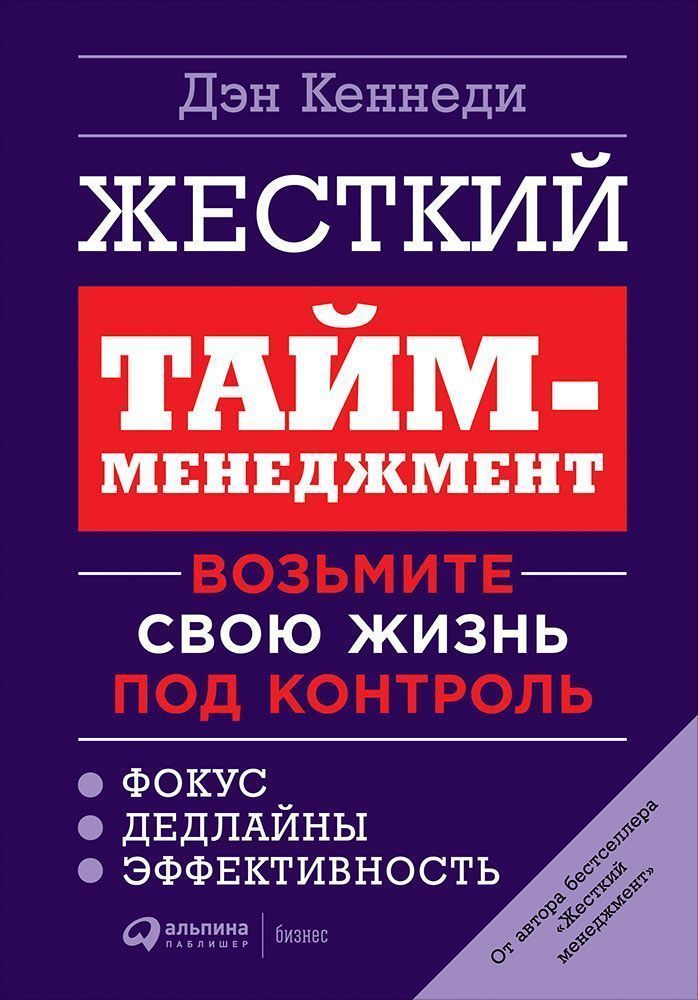 Дэн Кеннеди
ЖЕСТКИЙ
ТАЙМ-
МЕНЕДЖМЕНТ
ВОЗЬМИТЕ
СВОЮ ЖИЗНЬ
ПОД КОНТРОЛЬ
ФОКУС
ДЕДЛАЙНЫ
ЭФФЕКТИВНОСТЬ
От автора бестселлера
«Жесткий
менеджмент»
альпина
ПАБЛИШЕР
бизнес